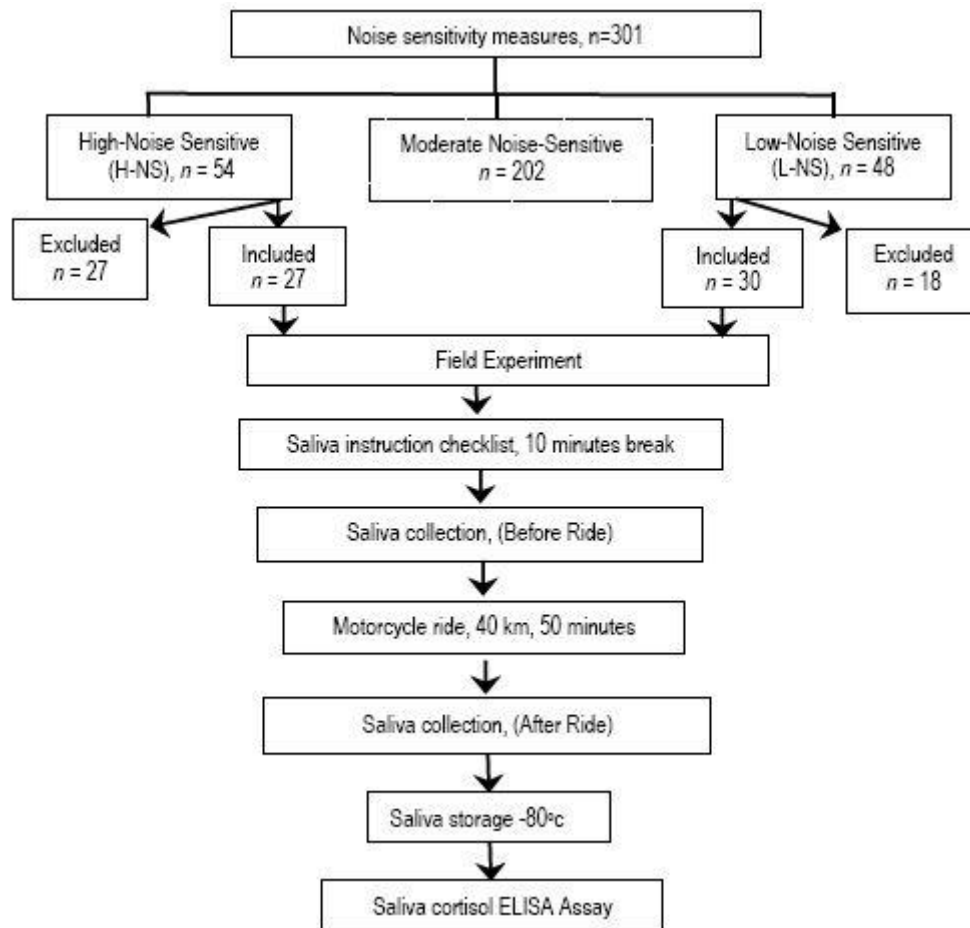 Noise sensitivity measures, n=301
High-Noise Sensitive
(H-NS), n = 54
Moderate Noise-Sensitive
n = 202
Low-Noise Sensitive
(L-NS), n = 48
Excluded
n = 27
Included
n = 27
Included
n = 30
Excluded
n = 18
Field Experiment
Saliva instruction checklist, 10 minutes break
Saliva collection, (Before Ride)
Motorcycle ride, 40 km, 50 minutes
Saliva collection, (After Ride)
Saliva storage -80°c
Saliva cortisol ELISA Assay